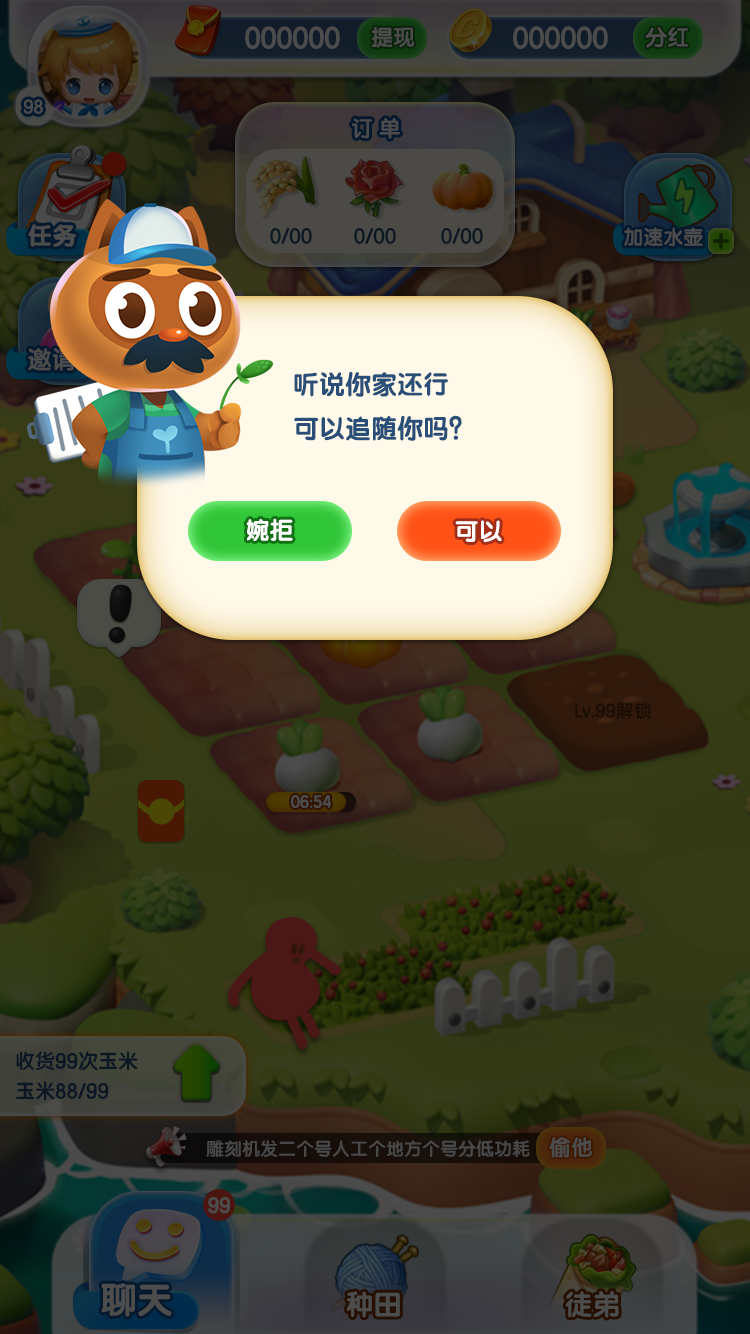 000000
提现
000000
分红
98
订单
0/00
0/00
0/00
任务
加速水壶
邀请
听说你家还行
可以追随你吗?
婉拒
可以
Lv.99解锁
06:54
收货99次玉米
玉米88/99
雕刻机发二个号人工个地方个号分低功耗
偷他
99
聊天
种田
徒弟